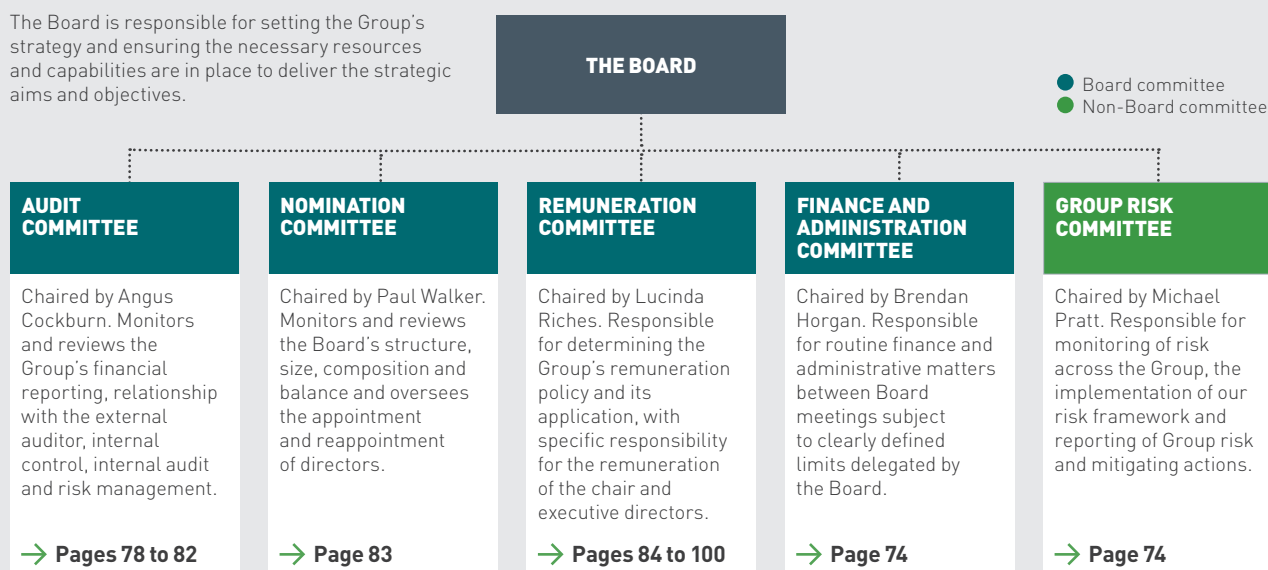 The Board is responsible for setting the Group's
strategy and ensuring the necessary resources
and capabilities are in place to deliver the strategic
aims and objectives.
THE BOARD
Board committee
Non-Board committee
AUDIT
COMMITTEE
Chaired by Angus
Cockburn. Monitors
and reviews the
Group's financial
reporting, relationship
with the external
auditor, internal
control, internal audit
and risk management.
→ Pages 78 to 82
NOMINATION
COMMITTEE
Chaired by Paul Walker.
Monitors and reviews
the Board's structure,
size, composition and
balance and oversees
the appointment
and reappointment
of directors.
→ Page 83
REMUNERATION
COMMITTEE
Chaired by Lucinda
Riches. Responsible
for determining the
Group's remuneration
policy and its
application, with
specific responsibility
for the remuneration
of the chair and
executive directors.
→ Pages 84 to 100
FINANCE AND
ADMINISTRATION
COMMITTEE
Chaired by Brendan
Horgan. Responsible
for routine finance and
administrative matters
between Board
meetings subject
to clearly defined
limits delegated by
the Board.
→ Page 74
GROUP RISK
COMMITTEE
Chaired by Michael
Pratt. Responsible for
monitoring of risk
across the Group, the
implementation of our
risk framework and
reporting of Group risk
and mitigating actions.
→ Page 74